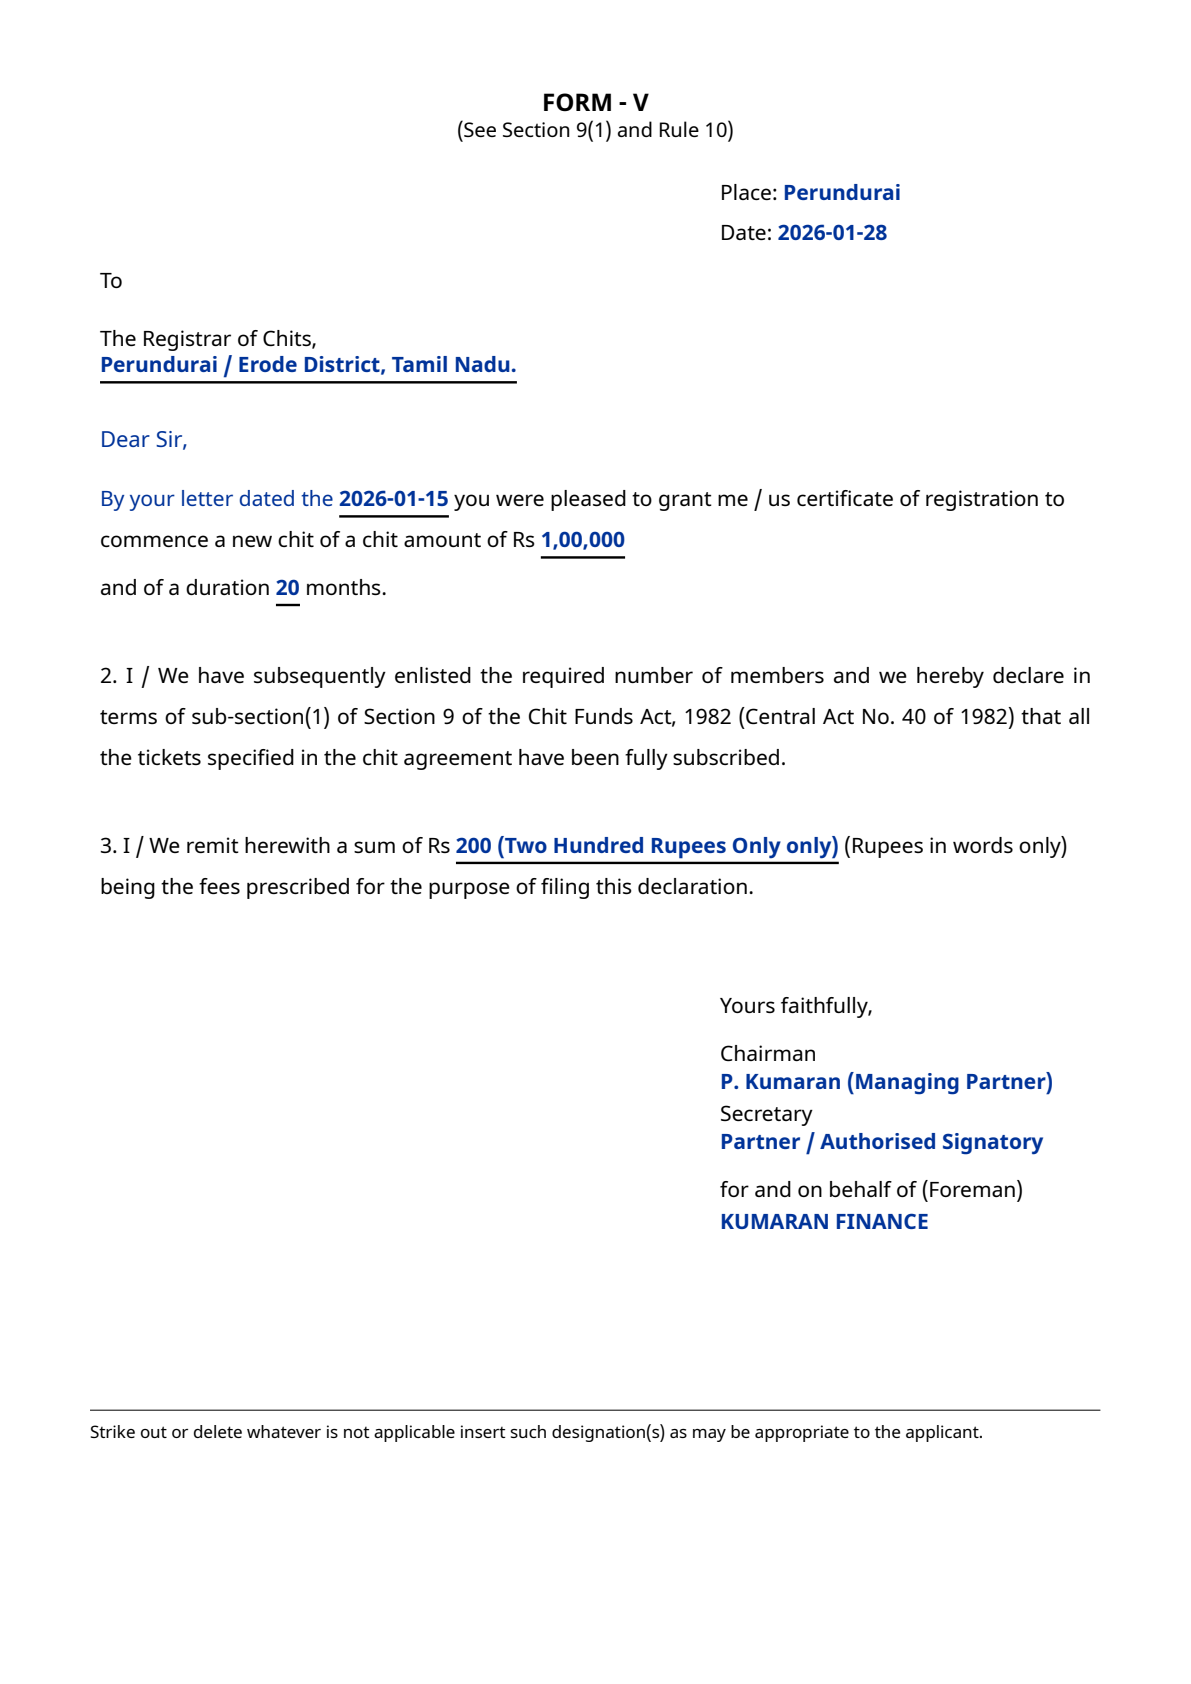 FORM - V
(See Section 9(1) and Rule 10)
Place: Perundurai
Date: 2026-01-28
To
The Registrar of Chits,
Perundurai / Erode District, Tamil Nadu.
Dear Sir,
By your letter dated the 2026-01-15 you were pleased to grant me / us certificate of registration to
commence a new chit of a chit amount of Rs 1,00,000
and of a duration 20 months.
2. I / We have subsequently enlisted the required number of members and we hereby declare in
terms of sub-section(1) of Section 9 of the Chit Funds Act, 1982 (Central Act No. 40 of 1982) that all
the tickets specified in the chit agreement have been fully subscribed.
3. I / We remit herewith a sum of Rs 200 (Two Hundred Rupees Only only) (Rupees in words only)
being the fees prescribed for the purpose of filing this declaration.
Yours faithfully,
Chairman
P. Kumaran (Managing Partner)
Secretary
Partner / Authorised Signatory
for and on behalf of (Foreman)
KUMARAN FINANCE
Strike out or delete whatever is not applicable insert such designation(s) as may be appropriate to the applicant.